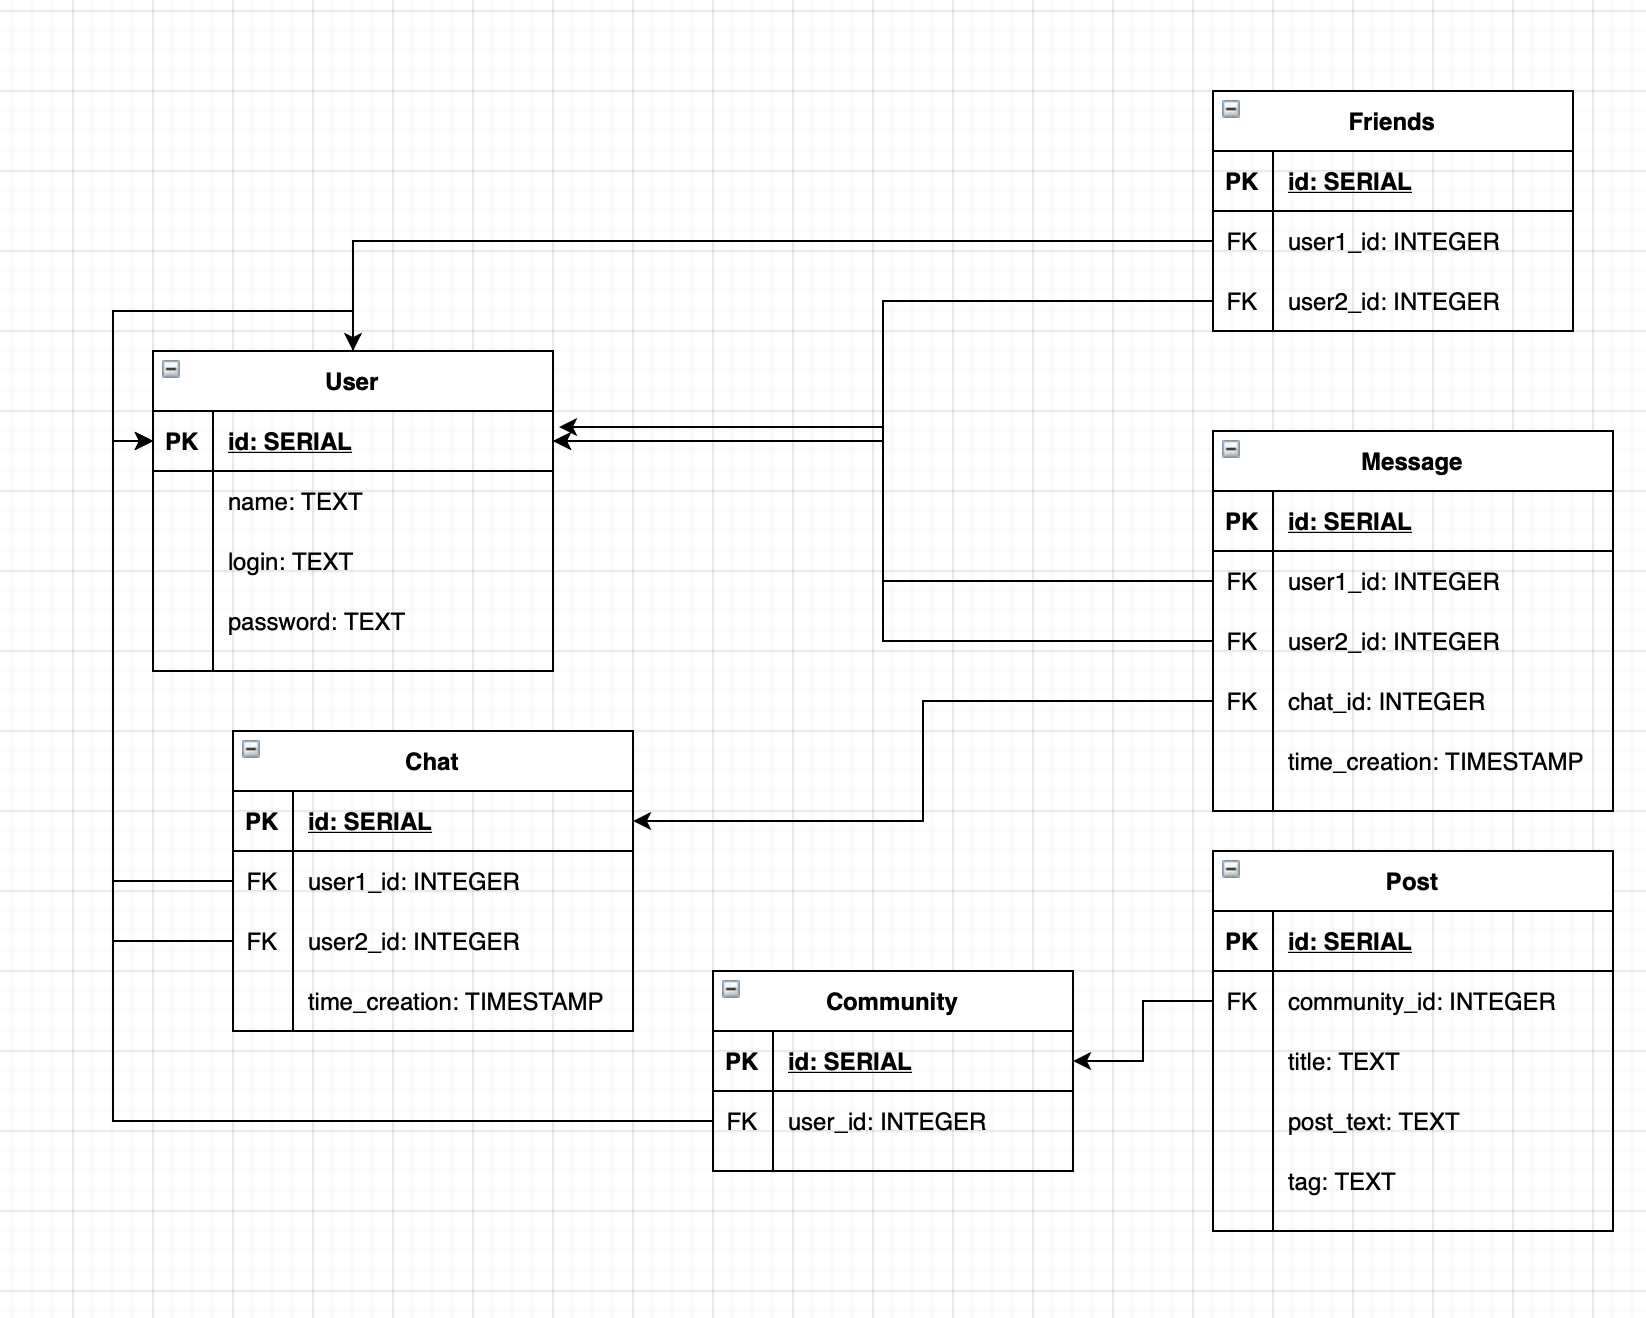 Friends
PK id: SERIAL
FK user1_id: INTEGER
FK user2_id: INTEGER
User
PK id: SERIAL
name: TEXT
login: TEXT
password: TEXT
Message
PK id: SERIAL
FK user1_id: INTEGER
FK user2_id: INTEGER
FK chat_id: INTEGER
time_creation: TIMESTAMP
Chat
PK id: SERIAL
FK user1_id: INTEGER
FK user2_id: INTEGER
time_creation: TIMESTAMP
Post
PK id: SERIAL
FK community_id: INTEGER
title: TEXT
post_text: TEXT
tag: TEXT
Community
PK id: SERIAL
FK user_id: INTEGER